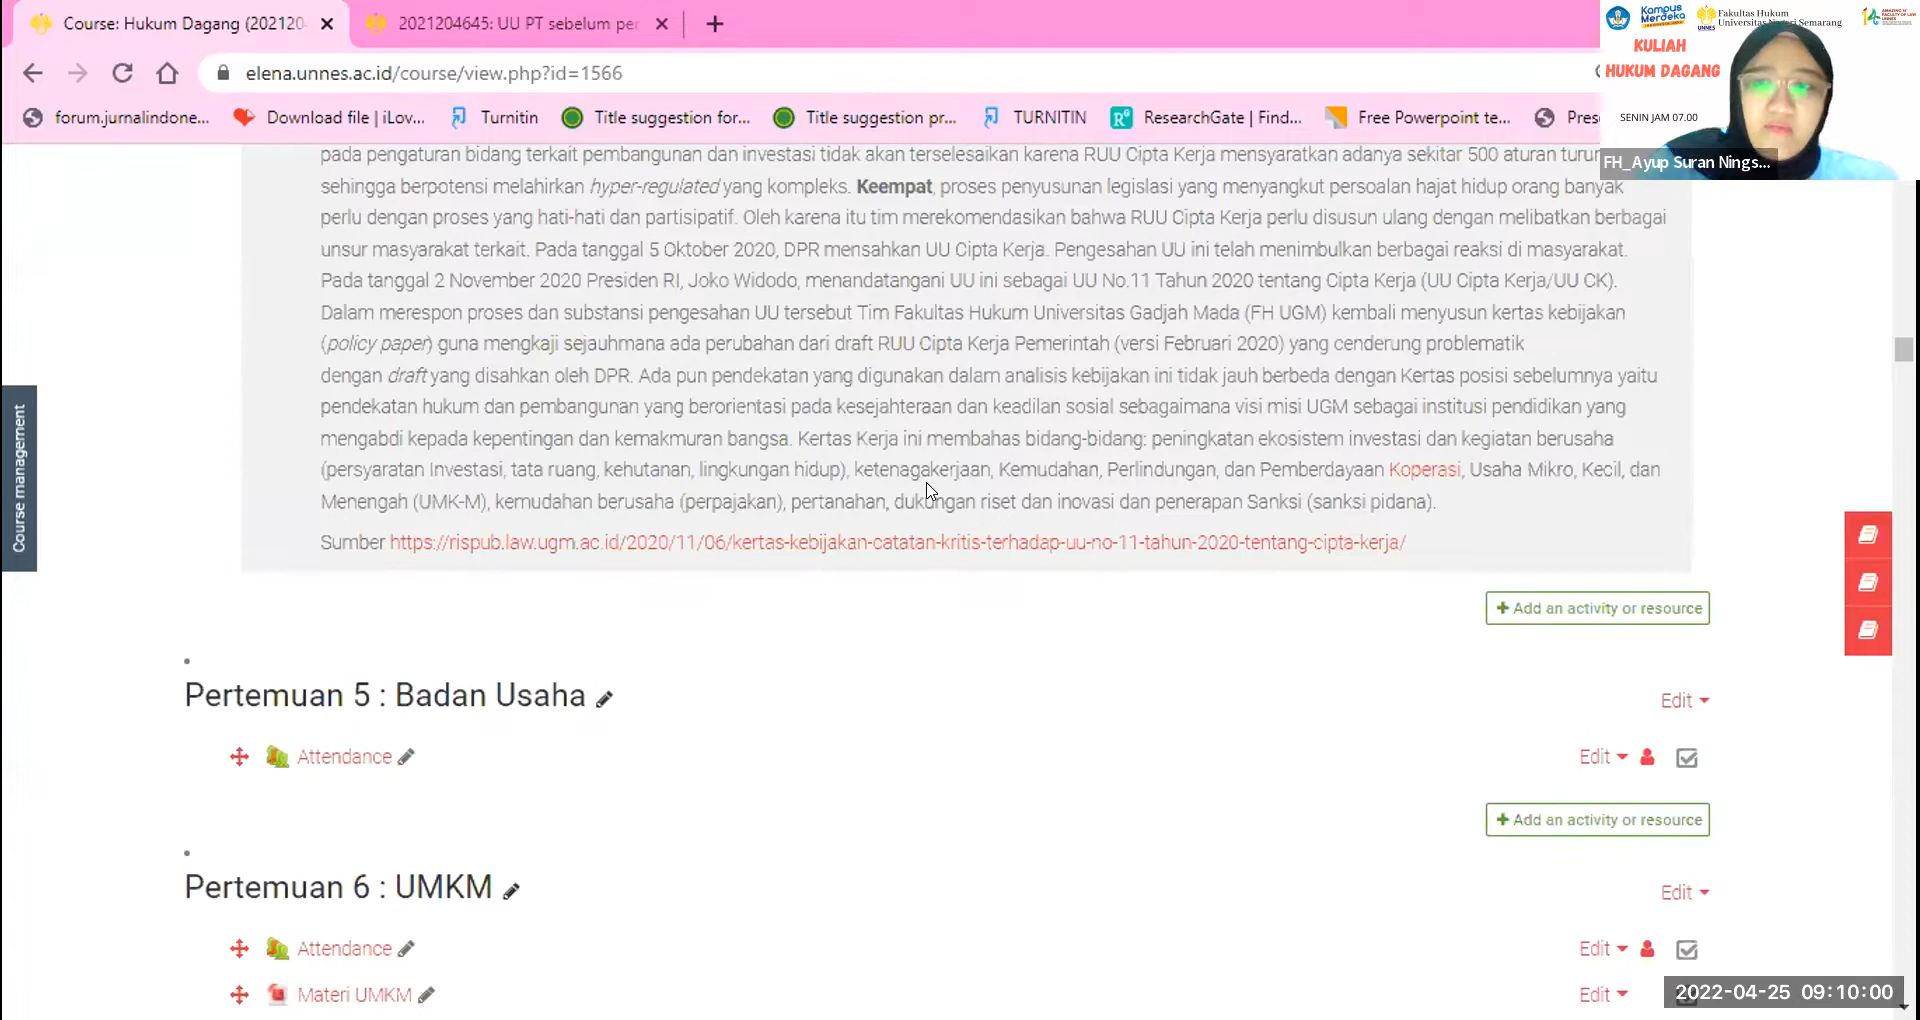 Course: Hukum Dagang (202120
2021204645: UU PT sebelum per
elena.unnes.ac.id/course/view.php?id=1566
forum.jurnalindone...
Download file | iLov...
Turnitin
Title suggestion for...
Title suggestion pr...
TURNITIN
ResearchGate | Find...
Free Powerpoint te...
Pres
Kampus
Merdeka
UNNES
Fakultas Hukum
Universitas Negeri Semarang
KULIAH
HUKUM DAGANG
SENIN JAM 07.00
FH_Ayup Suran Nings...
pada pengaturan bidang terkait pembangunan dan investasi tidak akan terselesaikan karena RUU Cipta Kerja mensyaratkan adanya sekitar 500 aturan turun
sehingga berpotensi melahirkan hyper-regulated yang kompleks. Keempat, proses penyusunan legislasi yang menyangkut persoalan hajat hidup orang banyak
perlu dengan proses yang hati-hati dan partisipatif. Oleh karena itu tim merekomendasikan bahwa RUU Cipta Kerja perlu disusun ulang dengan melibatkan berbagai
unsur masyarakat terkait. Pada tanggal 5 Oktober 2020, DPR mensahkan UU Cipta Kerja. Pengesahan UU ini telah menimbulkan berbagai reaksi di masyarakat.
Pada tanggal 2 November 2020 Presiden RI, Joko Widodo, menandatangani UU ini sebagai UU No.11 Tahun 2020 tentang Cipta Kerja (UU Cipta Kerja/UU CK).
Dalam merespon proses dan substansi pengesahan UU tersebut Tim Fakultas Hukum Universitas Gadjah Mada (FH UGM) kembali menyusun kertas kebijakan
(policy paper) guna mengkaji sejauhmana ada perubahan dari draft RUU Cipta Kerja Pemerintah (versi Februari 2020) yang cenderung problematik
dengan draft yang disahkan oleh DPR. Ada pun pendekatan yang digunakan dalam analisis kebijakan ini tidak jauh berbeda dengan Kertas posisi sebelumnya yaitu
pendekatan hukum dan pembangunan yang berorientasi pada kesejahteraan dan keadilan sosial sebagaimana visi misi UGM sebagai institusi pendidikan yang
mengabdi kepada kepentingan dan kemakmuran bangsa. Kertas Kerja ini membahas bidang-bidang: peningkatan ekosistem investasi dan kegiatan berusaha
(persyaratan Investasi, tata ruang, kehutanan, lingkungan hidup), ketenagakerjaan, Kemudahan, Perlindungan, dan Pemberdayaan Koperasi, Usaha Mikro, Kecil, dan
Menengah (UMK-M), kemudahan berusaha (perpajakan), pertanahan, dukungan riset dan inovasi dan penerapan Sanksi (sanksi pidana).
Sumber https://rispub.law.ugm.ac.id/2020/11/06/kertas-kebijakan-catatan-kritis-terhadap-uu-no-11-tahun-2020-tentang-cipta-kerja/
Course management
Add an activity or resource
Pertemuan 5 : Badan Usaha
Edit
Attendance
Edit
Add an activity or resource
Pertemuan 6 : UMKM
Edit
Attendance
Edit
Materi UMKM
Edit
2022-04-25 09:10:00